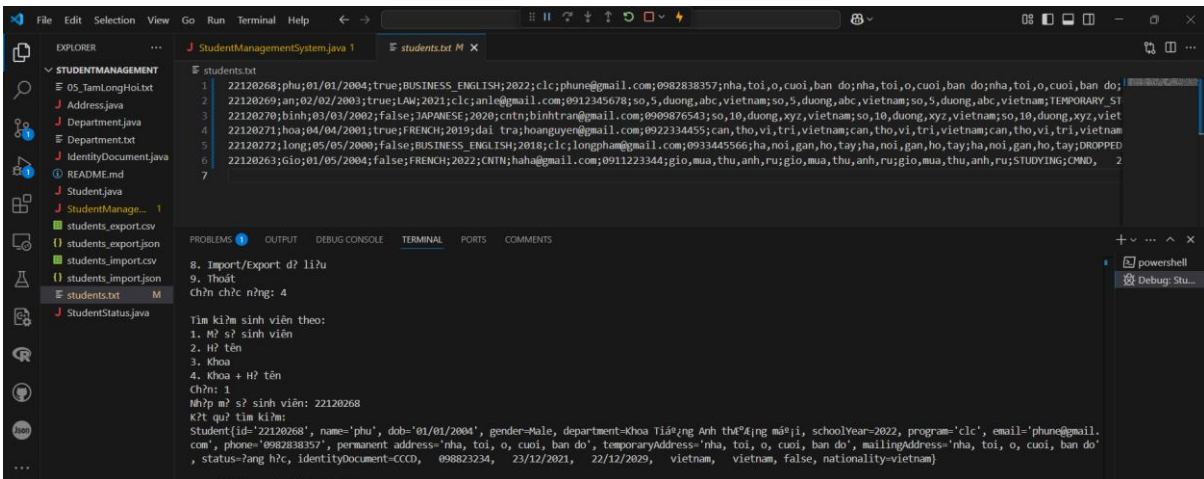 File Edit Selection View Go Run Terminal Help
EXPLORER
STUDENTMANAGEMENT
05_TamLongHoi.txt
Address.java
Department.java
Department.txt
IdentityDocument.java
README.md
Student.java
StudentManage... 1
students_export.csv
students_export.json
students_import.csv
students_import.json
students.txt M
StudentStatus.java
StudentManagementSystem.java 1 students.txt M
students.txt
1 22120268;phu;01/01/2004;true;BUSINESS_ENGLISH;2022;clc;phune@gmail.com;0982838357;nha,toi,o,cuoi,ban do;nha,toi,o,cuoi,ban do;nha,toi,o,cuoi,ban do;
2 22120269;an;02/02/2003;true;LAW;2021;clc;anle@gmail.com;0912345678;so,5,duong,abc,vietnam;so,5,duong,abc,vietnam;so,5,duong,abc,vietnam;TEMPORARY_ST
3 22120270;binh;03/03/2002;false;JAPANESE;2020;cntn;binhtran@gmail.com;0909876543;so,10,duong,xyz,vietnam;so,10,duong,xyz,vietnam;so,10,duong,xyz,viet
4 22120271;hoa;04/04/2001;true;FRENCH;2019;dai tra;hoanguyen@gmail.com;0922334455;can,tho,vi,tri,vietnam;can,tho,vi,tri,vietnam;can,tho,vi,tri,vietnam
5 22120272;long;05/05/2000;false;BUSINESS_ENGLISH;2018;clc;longpham@gmail.com;0933445566;ha,noi,gan,ho,tay;ha,noi,gan,ho,tay;ha,noi,gan,ho,tay;DROPPED
6 22120263;Gio;01/05/2004;false;FRENCH;2022;CNTN;haha@gmail.com;0911223344;gio,mua,thu,anh,ru;gio,mua,thu,anh,ru;gio,mua,thu,anh,ru;STUDYING;CMND, 2
7
PROBLEMS 1 OUTPUT DEBUG CONSOLE TERMINAL PORTS COMMENTS
powershell
Debug: Stu...
8. Import/Export d? li?u
9. Thoát
Ch?n ch?c n?ng: 4
Tìm ki?m sinh viên theo:
1. M? s? sinh viên
2. H? tên
3. Khoa
4. Khoa + H? tên
Ch?n: 1
Nh?p m? s? sinh viên: 22120268
K?t qu? tìm ki?m:
Student{id='22120268', name='phu', dob='01/01/2004', gender=Male, department=Khoa Tiáº¿ng Anh thÆ°Æ¡ng máº¡i, schoolYear=2022, program='clc', email='phune@gmail.
com', phone='0982838357', permanent address='nha, toi, o, cuoi, ban do', temporaryAddress='nha, toi, o, cuoi, ban do', mailingAddress='nha, toi, o, cuoi, ban do'
, status=?ang h?c, identityDocument=CCCD, 098823234, 23/12/2021, 22/12/2029, vietnam, vietnam, false, nationality=vietnam}